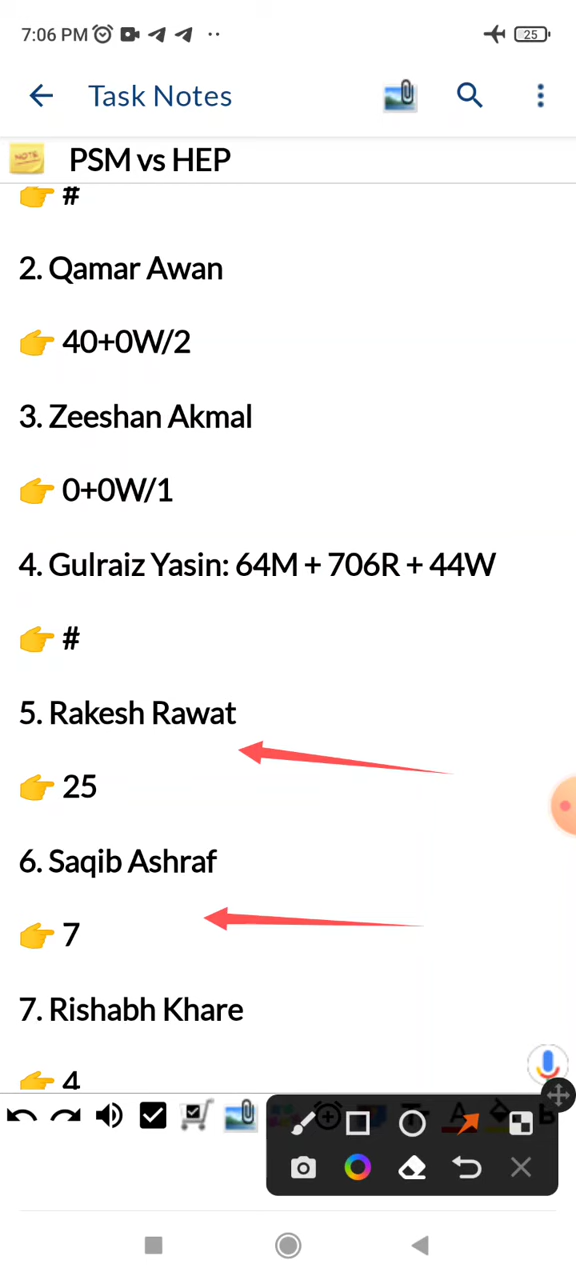 7:06 PM
25
Task Notes
NOTE
PSM vs HEP
👉 #
2. Qamar Awan
👉 40+0W/2
3. Zeeshan Akmal
👉 0+0W/1
4. Gulraiz Yasin: 64M + 706R + 44W
👉 #
5. Rakesh Rawat
👉 25
6. Saqib Ashraf
👉 7
7. Rishabh Khare
👉 4